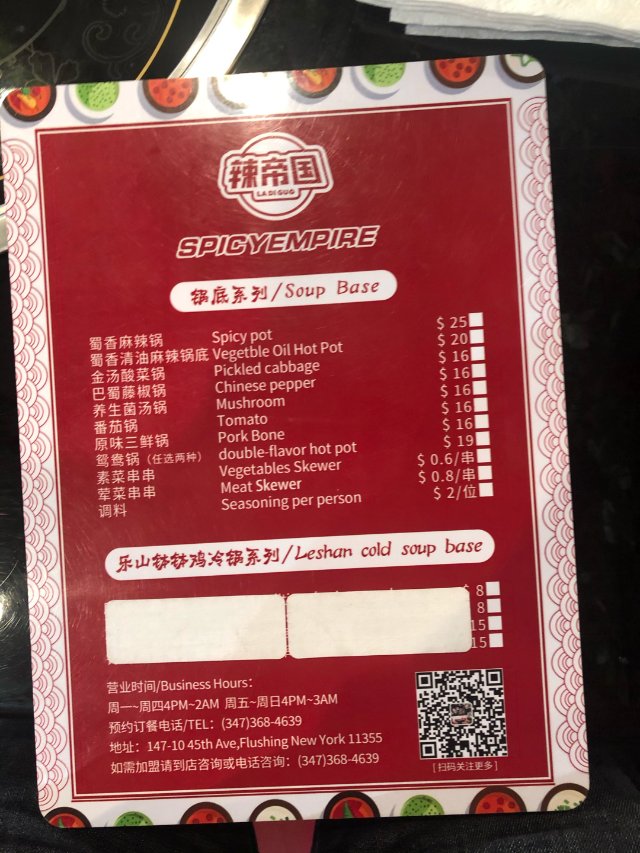 辣帝国
LA DI GUO
SPICYEMPIRE
锅底系列/Soup Base
蜀香麻辣锅 Spicy pot $ 25
蜀香清油麻辣锅底 Vegetble Oil Hot Pot $ 20
金汤酸菜锅 Pickled cabbage $ 16
巴蜀藤椒锅 Chinese pepper $ 16
养生菌汤锅 Mushroom $ 16
番茄锅 Tomato $ 16
原味三鲜锅 Pork Bone $ 16
鸳鸯锅（任选两种） double-flavor hot pot $ 19
素菜串串 Vegetables Skewer $ 0.6/串
荤菜串串 Meat Skewer $ 0.8/串
调料 Seasoning per person $ 2/位
乐山钵钵鸡冷锅系列/Leshan cold soup base
$ 8
8
15
15
营业时间/Business Hours：
周一~周四4PM~2AM 周五~周日4PM~3AM
预约订餐电话/TEL：(347)368-4639
地址：147-10 45th Ave,Flushing New York 11355
如需加盟请到店咨询或电话咨询：(347)368-4639
[ 扫码关注更多 ]